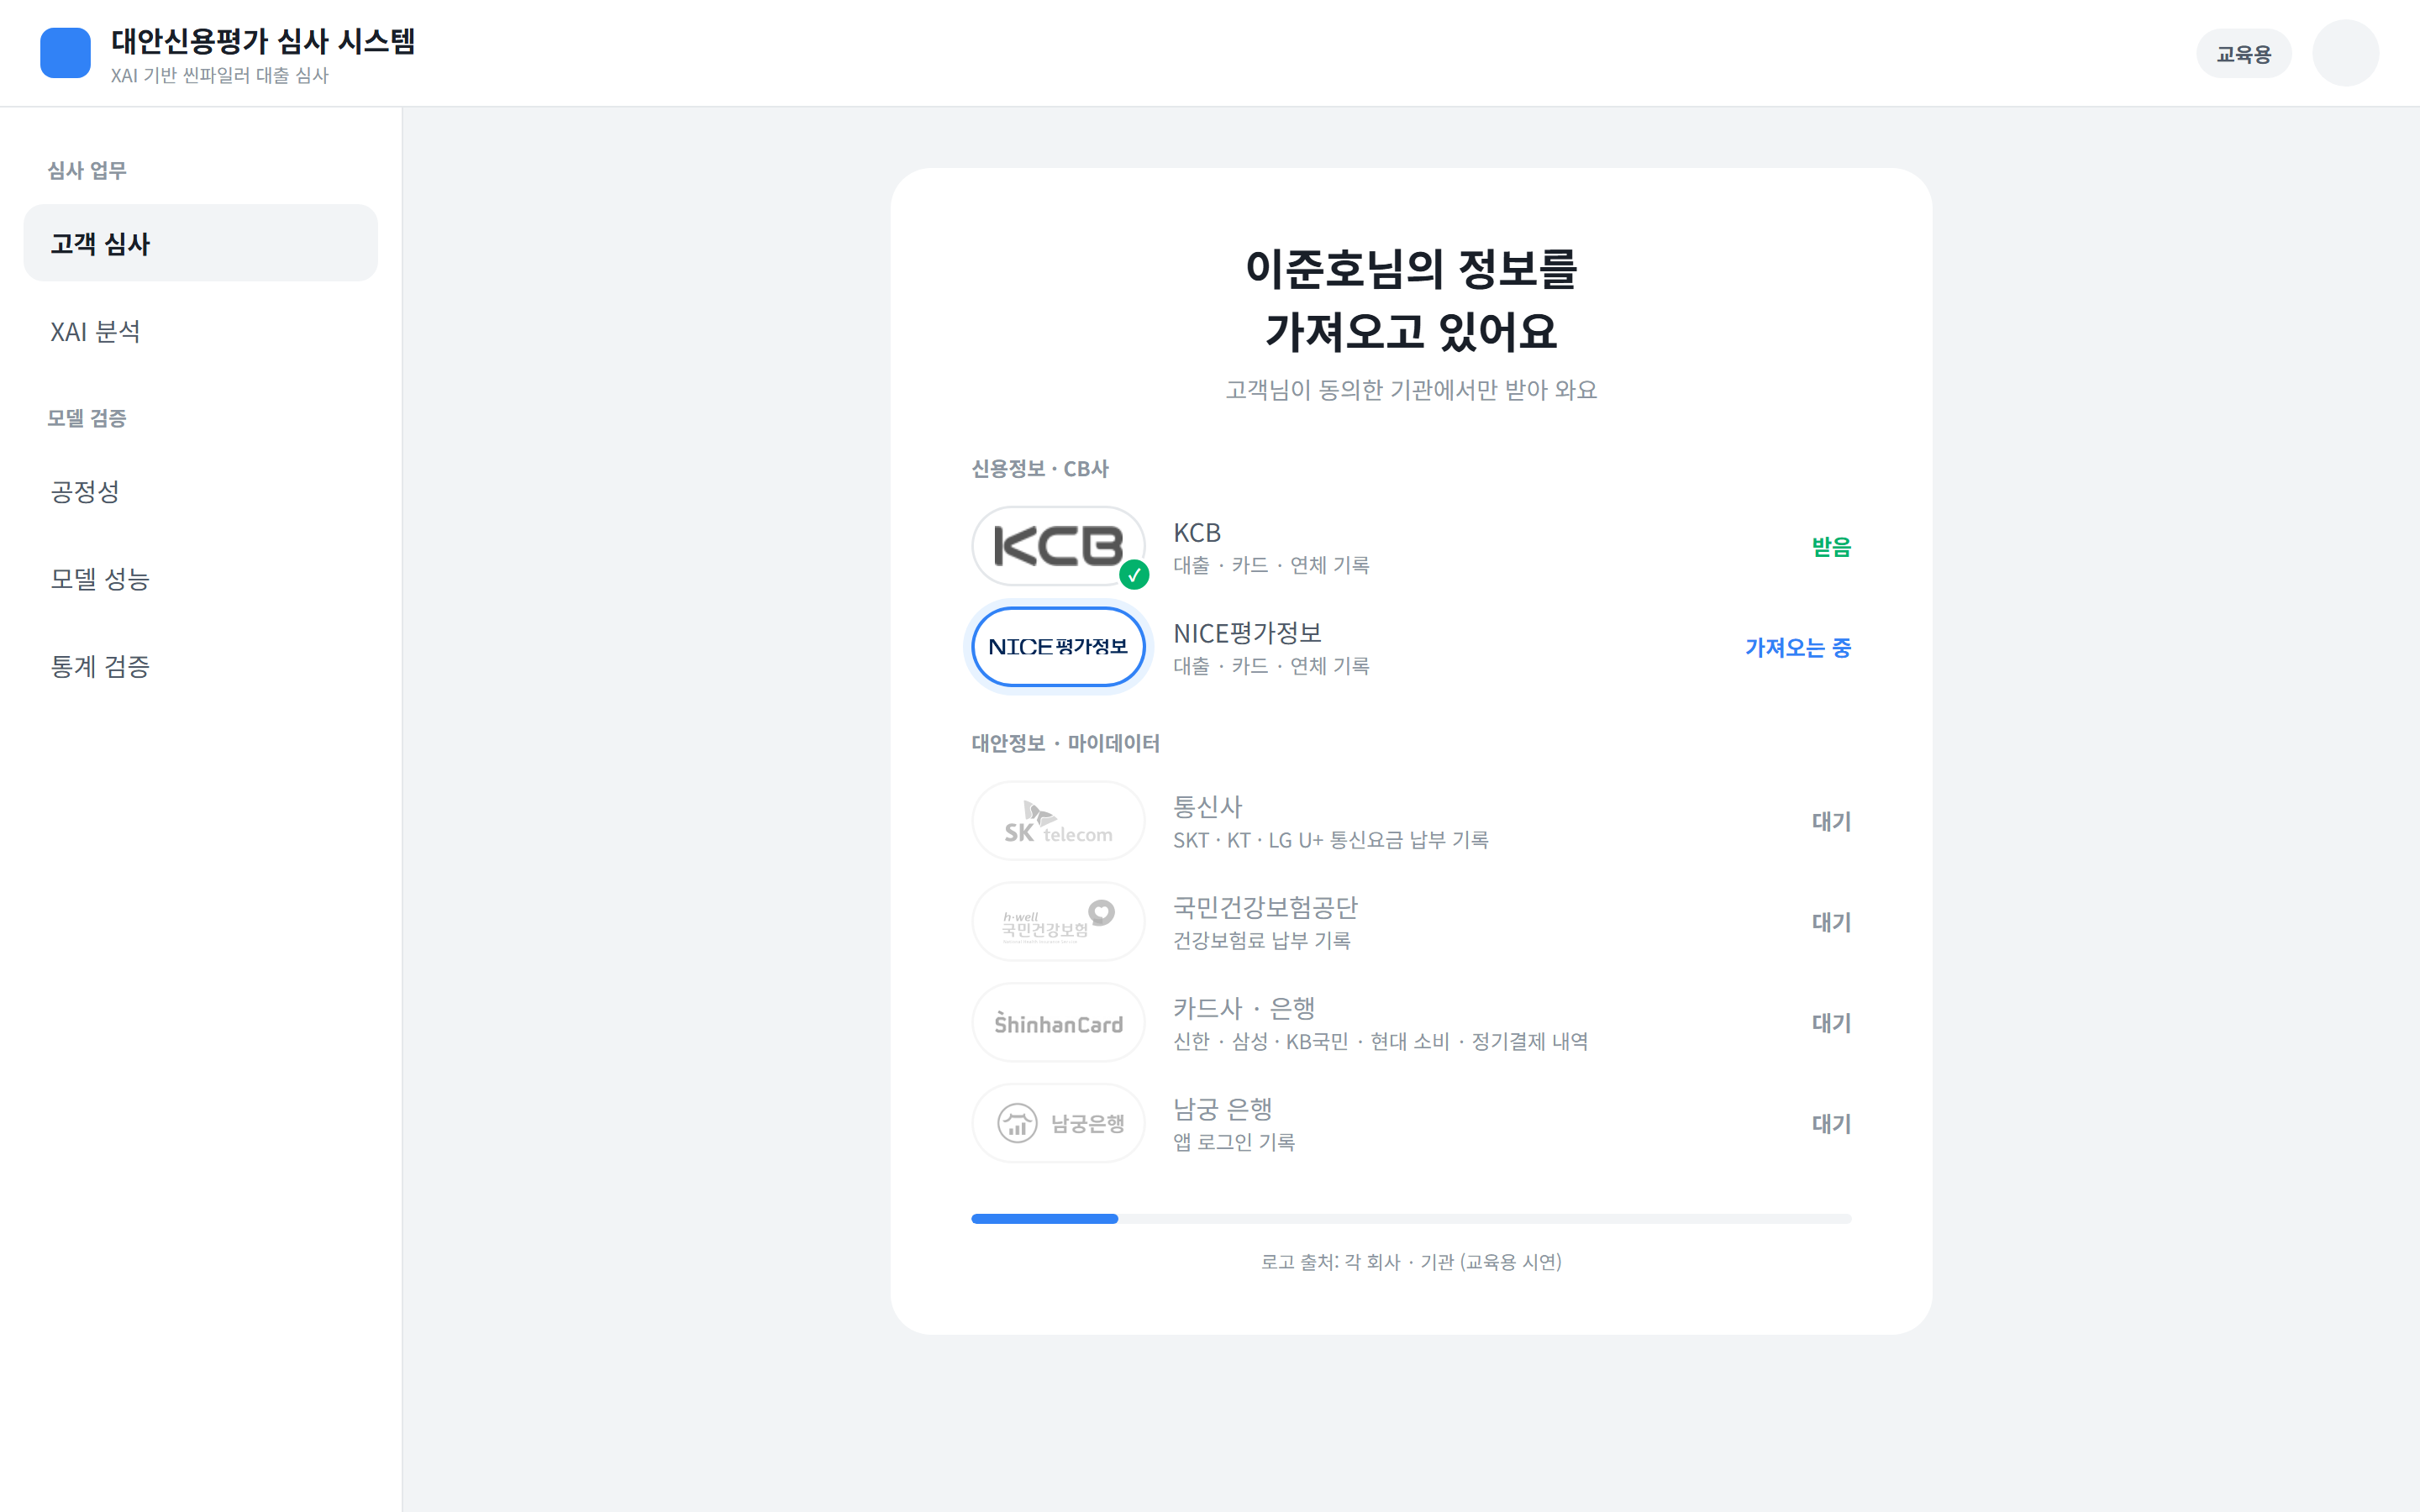 대안신용평가 심사 시스템
XAI 기반 씬파일러 대출 심사
교육용
심사 업무
고객 심사
XAI 분석
모델 검증
공정성
모델 성능
통계 검증
이준호님의 정보를
가져오고 있어요
고객님이 동의한 기관에서만 받아 와요
신용정보 · CB사
KCB
KCB
대출 · 카드 · 연체 기록
받음
NICE평가정보
NICE평가정보
대출 · 카드 · 연체 기록
가져오는 중
대안정보 · 마이데이터
SK telecom
통신사
SKT · KT · LG U+ 통신요금 납부 기록
대기
h·well
국민건강보험
국민건강보험공단
건강보험료 납부 기록
대기
ShinhanCard
카드사 · 은행
신한 · 삼성 · KB국민 · 현대 소비 · 정기결제 내역
대기
남궁은행
남궁 은행
앱 로그인 기록
대기
로고 출처: 각 회사 · 기관 (교육용 시연)